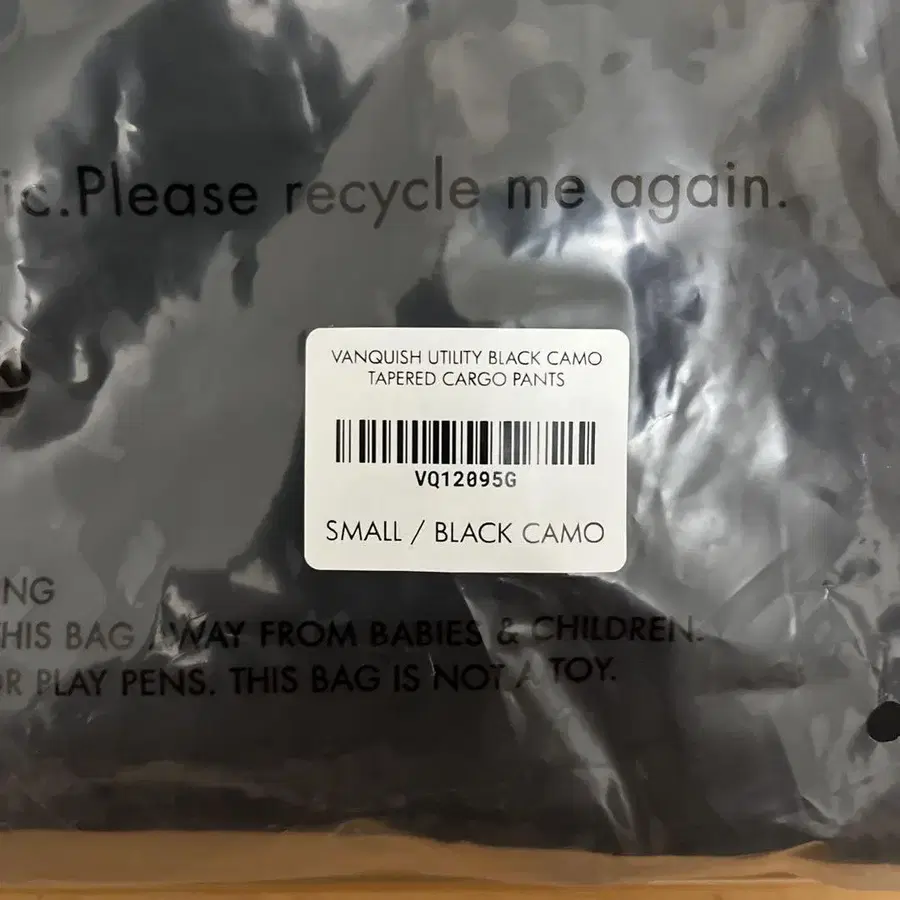 ic.Please recycle me again.
VANQUISH UTILITY BLACK CAMO
TAPERED CARGO PANTS
VQ12095G
SMALL / BLACK CAMO
NG
THIS BAG AWAY FROM BABIES & CHILDREN.
OR PLAY PENS. THIS BAG IS NOT A TOY.